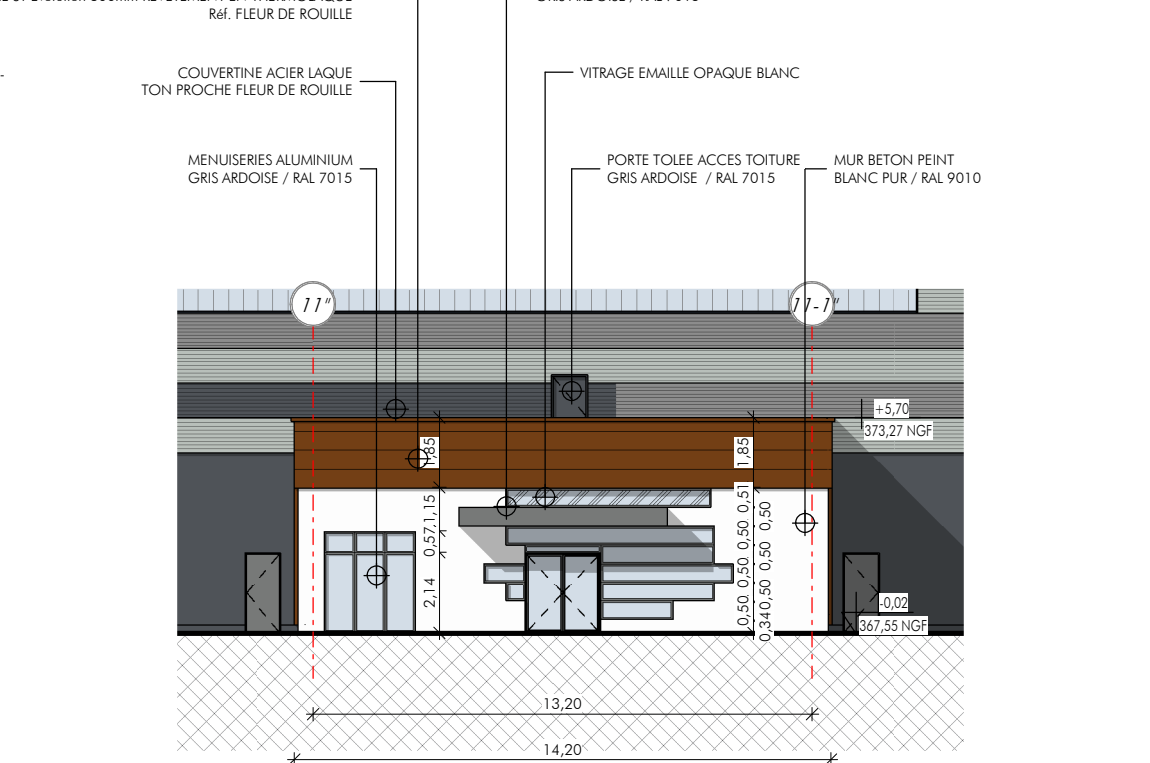 Réf. FLEUR DE ROUILLE
COUVERTINE ACIER LAQUE
TON PROCHE FLEUR DE ROUILLE
VITRAGE EMAILLE OPAQUE BLANC
MENUISERIES ALUMINIUM
GRIS ARDOISE / RAL 7015
PORTE TOLEE ACCES TOITURE
GRIS ARDOISE / RAL 7015
MUR BETON PEINT
BLANC PUR / RAL 9010
11"
11-1"
+5,70
373,27 NGF
1,85
1,85
1,15
0,57
2,14
0,51
0,50
0,50
0,50
0,50
0,50
0,50
0,34
-0,02
367,55 NGF
13,20
14,20